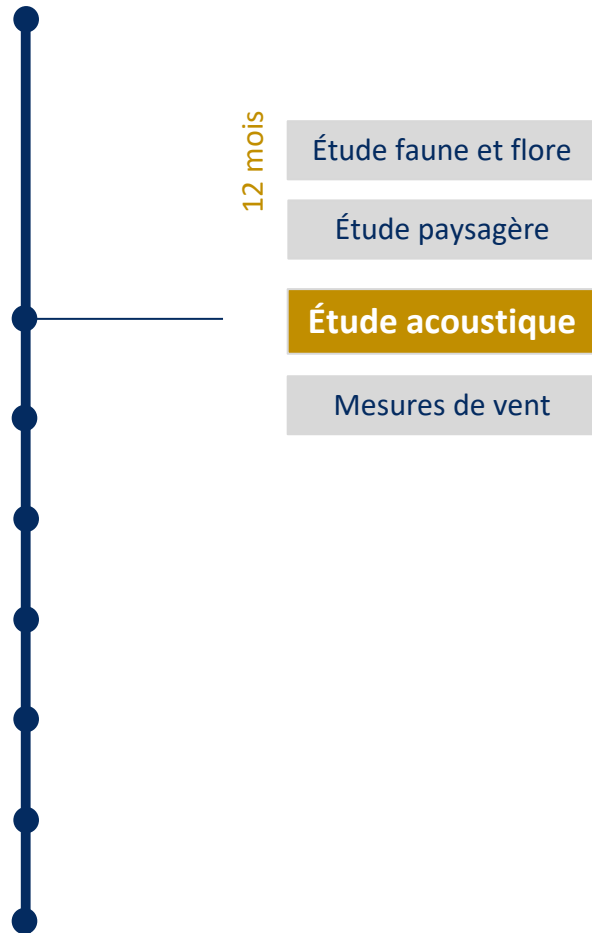 12 mois
Étude faune et flore
Étude paysagère
Étude acoustique
Mesures de vent